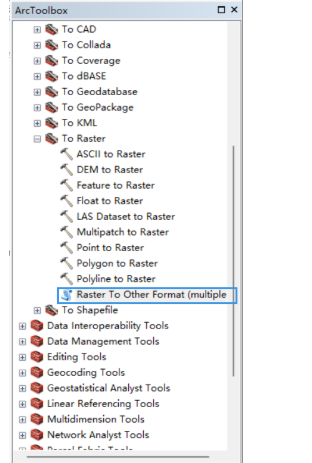 ArcToolbox
To CAD
To Collada
To Coverage
To dBASE
To Geodatabase
To GeoPackage
To KML
To Raster
ASCII to Raster
DEM to Raster
Feature to Raster
Float to Raster
LAS Dataset to Raster
Multipatch to Raster
Point to Raster
Polygon to Raster
Polyline to Raster
Raster To Other Format (multiple
To Shapefile
Data Interoperability Tools
Data Management Tools
Editing Tools
Geocoding Tools
Geostatistical Analyst Tools
Linear Referencing Tools
Multidimension Tools
Network Analyst Tools